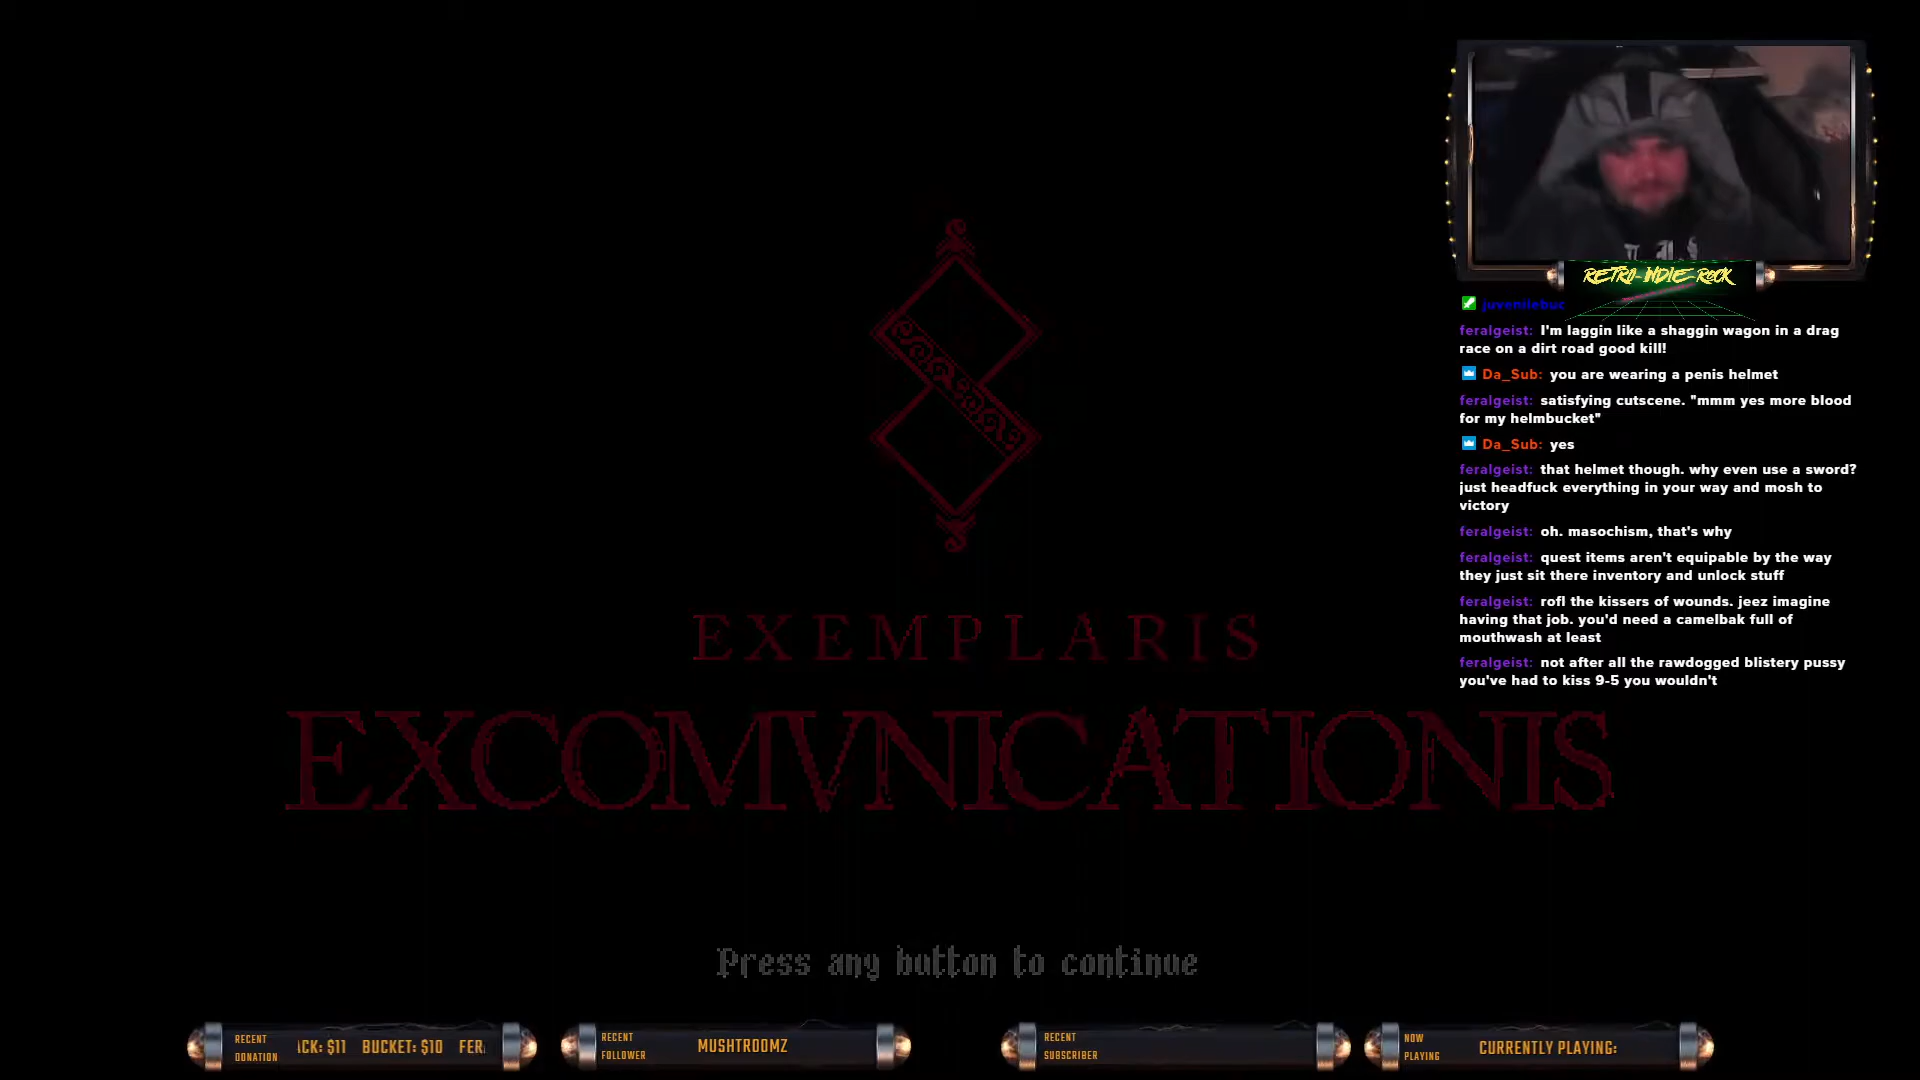 RETRO-INDIE-ROCK
juvenilehuc
feralgeist: I'm laggin like a shaggin wagon in a drag
race on a dirt road good kill!
Da_Sub: you are wearing a penis helmet
feralgeist: satisfying cutscene. "mmm yes more blood
for my helmbucket"
Da_Sub: yes
feralgeist: that helmet though. why even use a sword?
just headfuck everything in your way and mosh to
victory
feralgeist: oh. masochism, that's why
feralgeist: quest items aren't equipable by the way
they just sit there inventory and unlock stuff
feralgeist: rofl the kissers of wounds. jeez imagine
having that job. you'd need a camelbak full of
mouthwash at least
feralgeist: not after all the rawdogged blistery pussy
you've had to kiss 9-5 you wouldn't
EXEMPLARIS
EXCOMVNICATIONIS
Press any button to continue
RECENT
DONATION
ACK: $11 BUCKET: $10 FER
RECENT
FOLLOWER
MUSHTROOMZ
RECENT
SUBSCRIBER
NOW
PLAYING
CURRENTLY PLAYING: